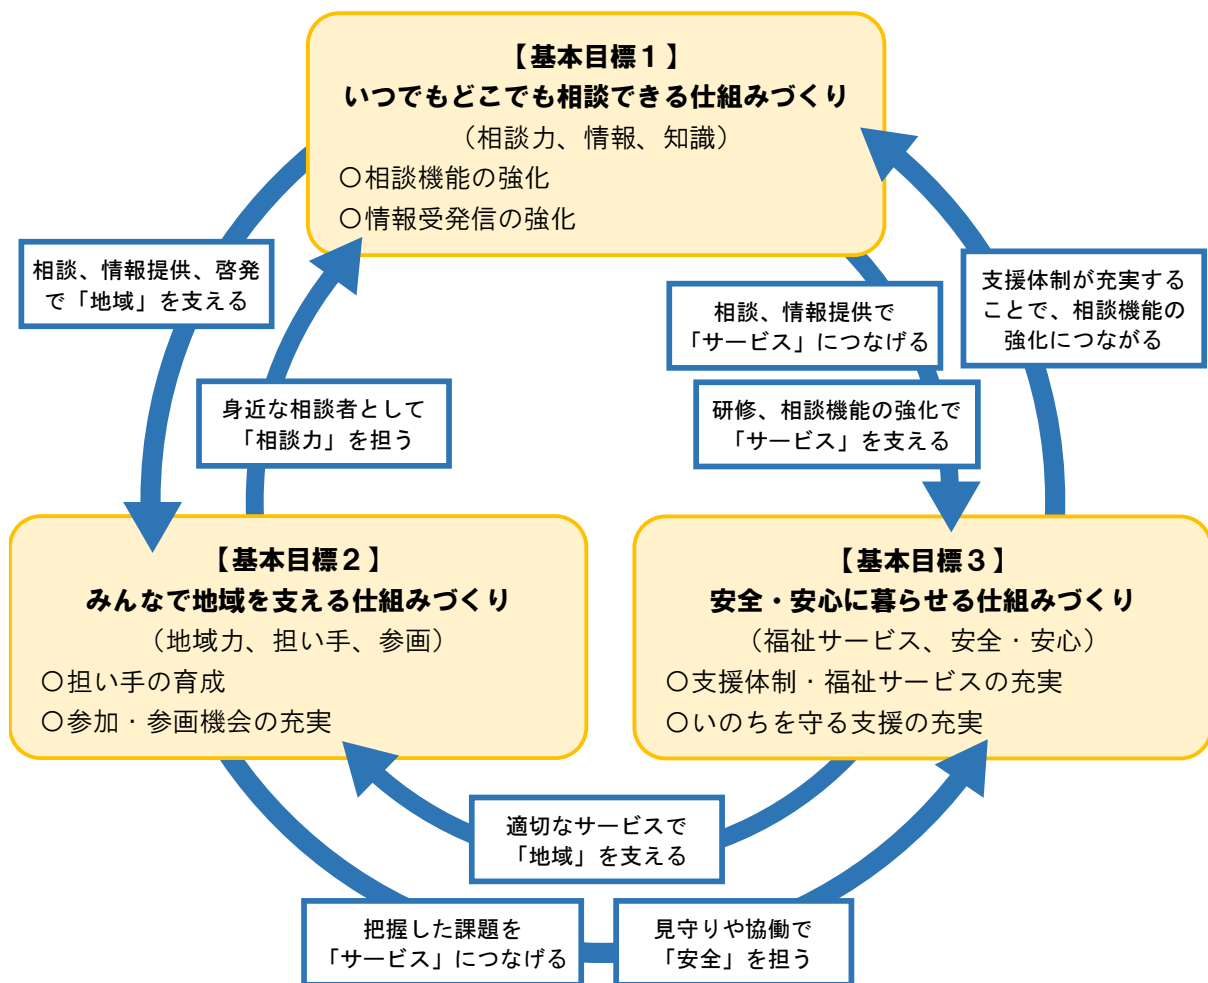 【基本目標１】
いつでもどこでも相談できる仕組みづくり
（相談力、情報、知識）
〇相談機能の強化
〇情報受発信の強化
相談、情報提供、啓発
で「地域」を支える
身近な相談者として
「相談力」を担う
相談、情報提供で
「サービス」につなげる
研修、相談機能の強化で
「サービス」を支える
支援体制が充実する
ことで、相談機能の
強化につながる
【基本目標２】
みんなで地域を支える仕組みづくり
（地域力、担い手、参画）
〇担い手の育成
〇参加・参画機会の充実
【基本目標３】
安全・安心に暮らせる仕組みづくり
（福祉サービス、安全・安心）
〇支援体制・福祉サービスの充実
〇いのちを守る支援の充実
適切なサービスで
「地域」を支える
把握した課題を
「サービス」につなげる
見守りや協働で
「安全」を担う